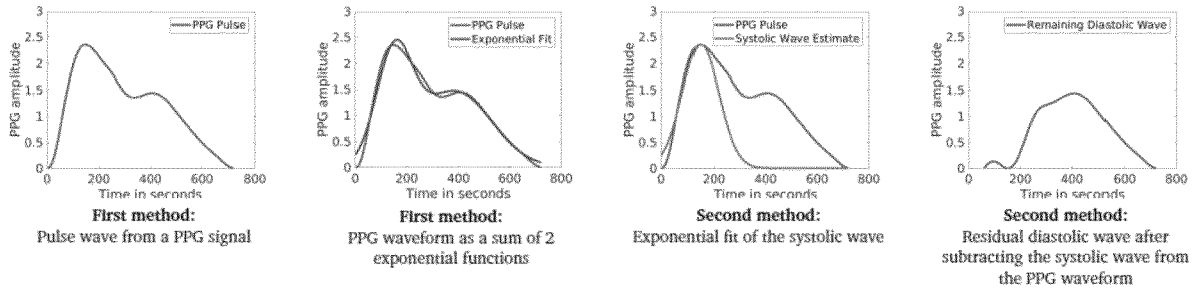 3
2.5
2
1.5
1
0.5
0
PPG amplitude
PPG Pulse
0 200 400 600 800
Time in seconds
First method:
Pulse wave from a PPG signal
3
2.5
2
1.5
1
0.5
0
PPG amplitude
PPG Pulse
Exponential Fit
0 200 400 600 800
Time in seconds
First method:
PPG waveform as a sum of 2
exponential functions
3
2.5
2
1.5
1
0.5
0
PPG amplitude
PPG Pulse
Systolic Wave Estimate
0 200 400 600 800
Time in seconds
Second method:
Exponential fit of the systolic wave
3
2.5
2
1.5
1
0.5
0
PPG amplitude
Remaining Diastolic Wave
0 200 400 600 800
Time in seconds
Second method:
Residual diastolic wave after
subtracting the systolic wave from
the PPG waveform